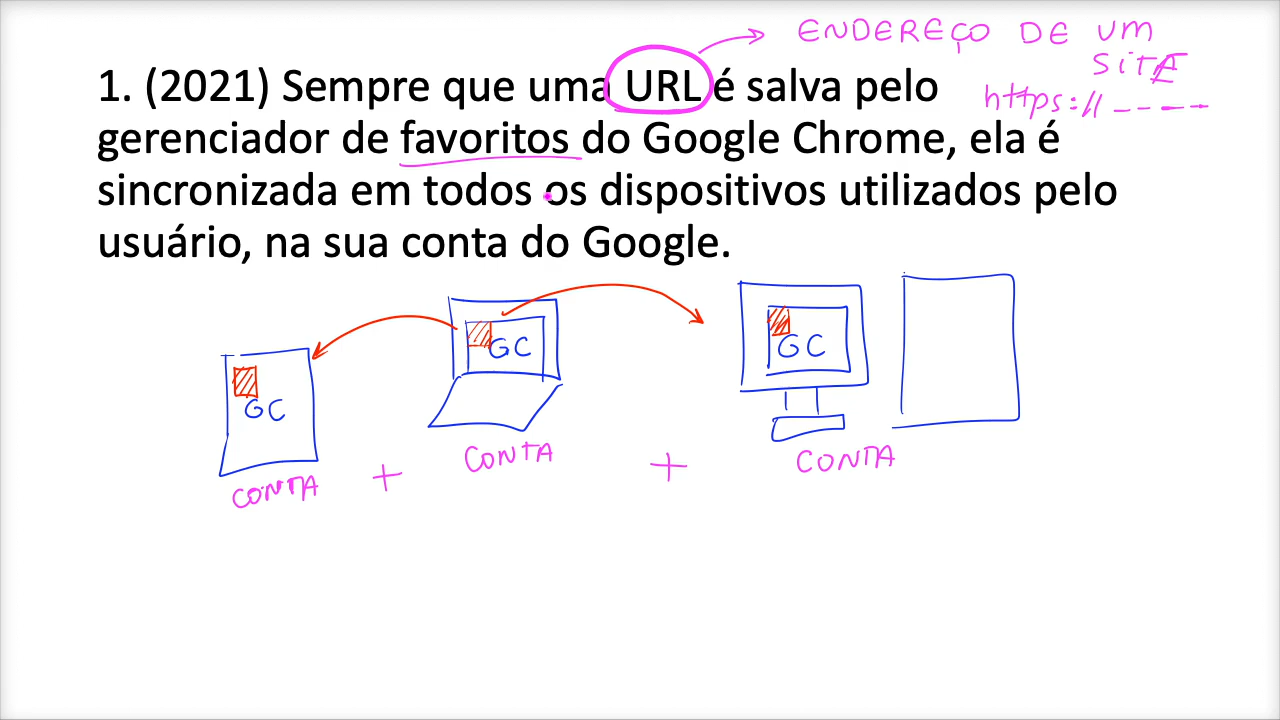 ENDEREÇO DE UM
SITE
https://-----
1. (2021) Sempre que uma URL é salva pelo
gerenciador de favoritos do Google Chrome, ela é
sincronizada em todos os dispositivos utilizados pelo
usuário, na sua conta do Google.
GC
GC
GC
CONTA + CONTA + CONTA